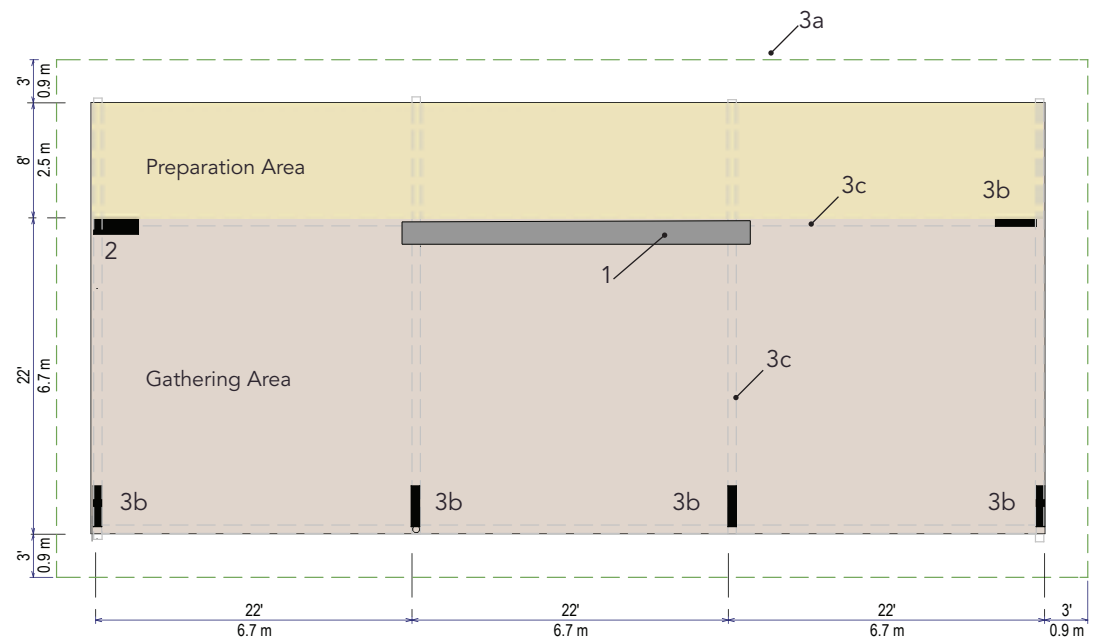 3a
3'
0.9 m
8'
2.5 m
Preparation Area
3c
3b
2
1
22'
6.7 m
Gathering Area
3c
3b
3b
3b
3b
3'
0.9 m
22'
6.7 m
22'
6.7 m
22'
6.7 m
3'
0.9 m